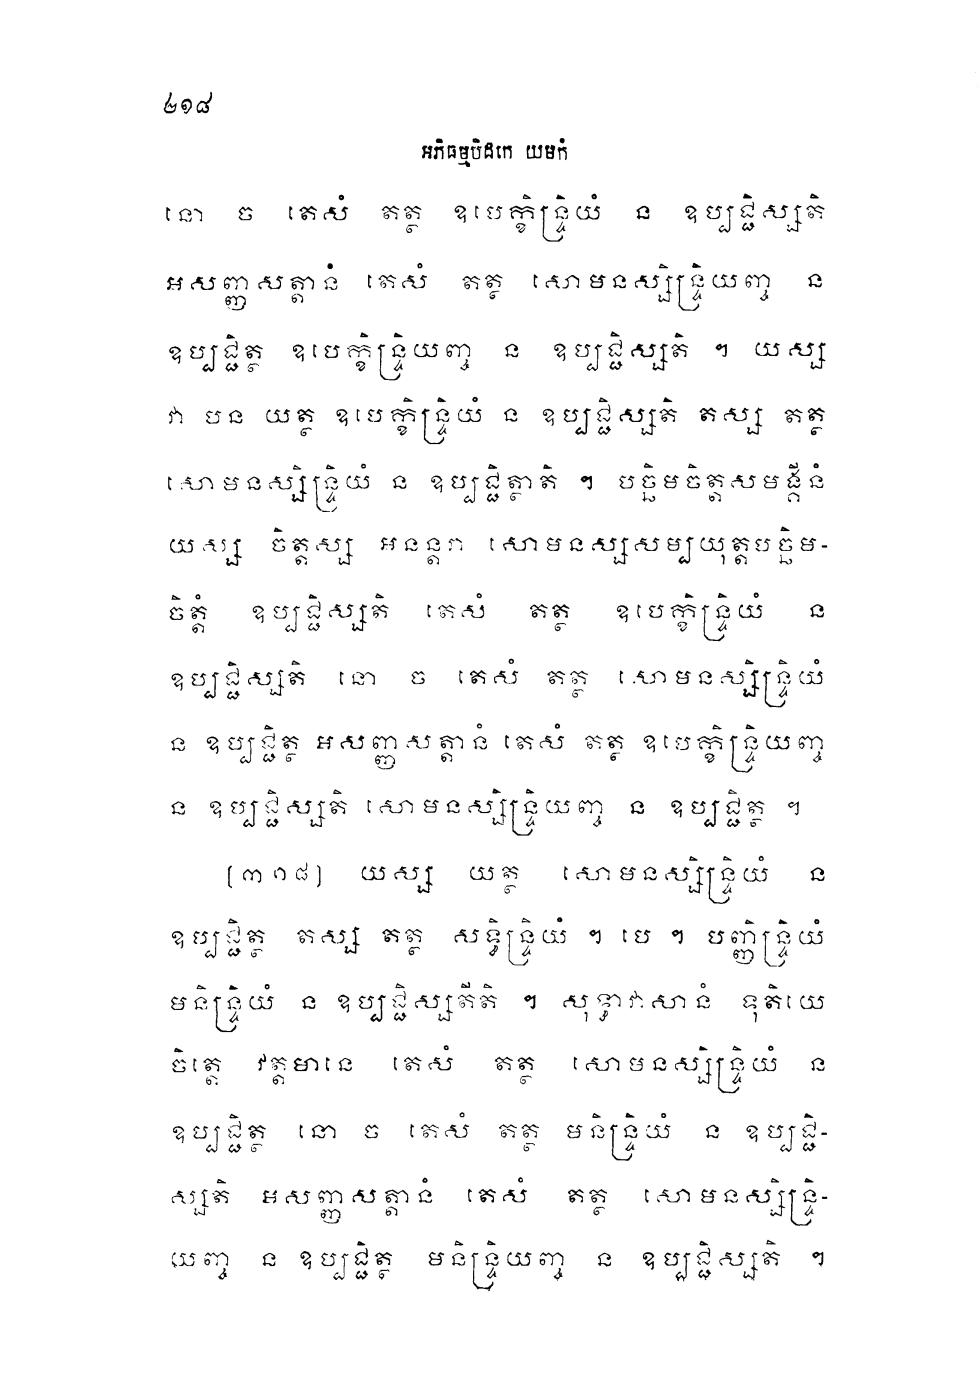 ២១៨
អភិធម្មបិដកេ យមកំ
នោ ច តេសំ តត្ថ ឧបេក្ខិន្ទ្រិយំ ន ឧប្បជ្ជិស្សតិ
អសញ្ញសត្តានំ តេសំ តត្ថ សោមនស្សិន្ទ្រិយញ្ច ន
ឧប្បជ្ជិត្ថ ឧបេក្ខិន្ទ្រិយញ្ច ន ឧប្បជ្ជិស្សតិ ។ យស្ស
វា បន យត្ថ ឧបេក្ខិន្ទ្រិយំ ន ឧប្បជ្ជិស្សតិ តស្ស តត្ថ
សោមនស្សិន្ទ្រិយំ ន ឧប្បជ្ជិត្ថាតិ ។ បច្ឆិមចិត្តសមង្គីនំ
យស្ស ចិត្តស្ស អនន្តរា សោមនស្សសម្បយុត្តបច្ឆិម-
ចិត្តំ ឧប្បជ្ជិស្សតិ តេសំ តត្ថ ឧបេក្ខិន្ទ្រិយំ ន
ឧប្បជ្ជិស្សតិ នោ ច តេសំ តត្ថ សោមនស្សិន្ទ្រិយំ
ន ឧប្បជ្ជិត្ថ អសញ្ញសត្តានំ តេសំ តត្ថ ឧបេក្ខិន្ទ្រិយញ្ច
ន ឧប្បជ្ជិស្សតិ សោមនស្សិន្ទ្រិយញ្ច ន ឧប្បជ្ជិត្ថ ។
[៣១៨] យស្ស យត្ថ សោមនស្សិន្ទ្រិយំ ន
ឧប្បជ្ជិត្ថ តស្ស តត្ថ សទ្ធិន្ទ្រិយំ ។ បេ ។ បញ្ញិន្ទ្រិយំ
មនិន្ទ្រិយំ ន ឧប្បជ្ជិស្សតីតិ ។ សុទ្ធាវាសានំ ទុតិយេ
ចិត្តេ វត្តមានេ តេសំ តត្ថ សោមនស្សិន្ទ្រិយំ ន
ឧប្បជ្ជិត្ថ នោ ច តេសំ តត្ថ មនិន្ទ្រិយំ ន ឧប្បជ្ជិ-
ស្សតិ អសញ្ញសត្តានំ តេសំ តត្ថ សោមនស្សិន្ទ្រិ-
យញ្ច ន ឧប្បជ្ជិត្ថ មនិន្ទ្រិយញ្ច ន ឧប្បជ្ជិស្សតិ ។